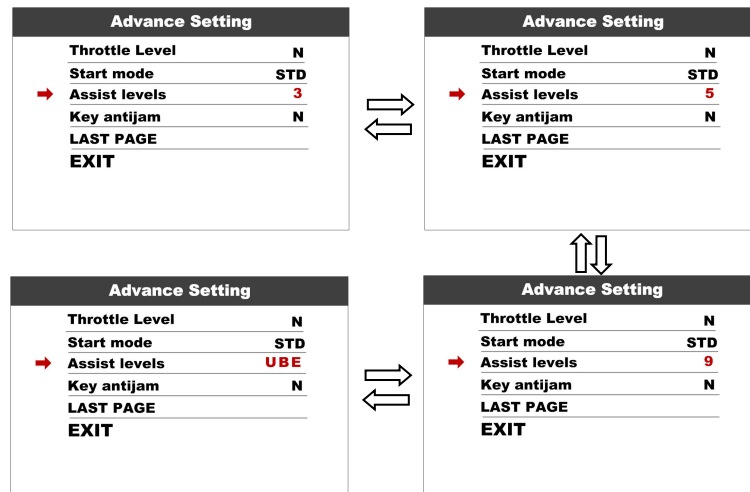 Advance Setting
Throttle Level N
Start mode STD
Assist levels 3
Key antijam N
LAST PAGE
EXIT
Advance Setting
Throttle Level N
Start mode STD
Assist levels 5
Key antijam N
LAST PAGE
EXIT
Advance Setting
Throttle Level N
Start mode STD
Assist levels UBE
Key antijam N
LAST PAGE
EXIT
Advance Setting
Throttle Level N
Start mode STD
Assist levels 9
Key antijam N
LAST PAGE
EXIT